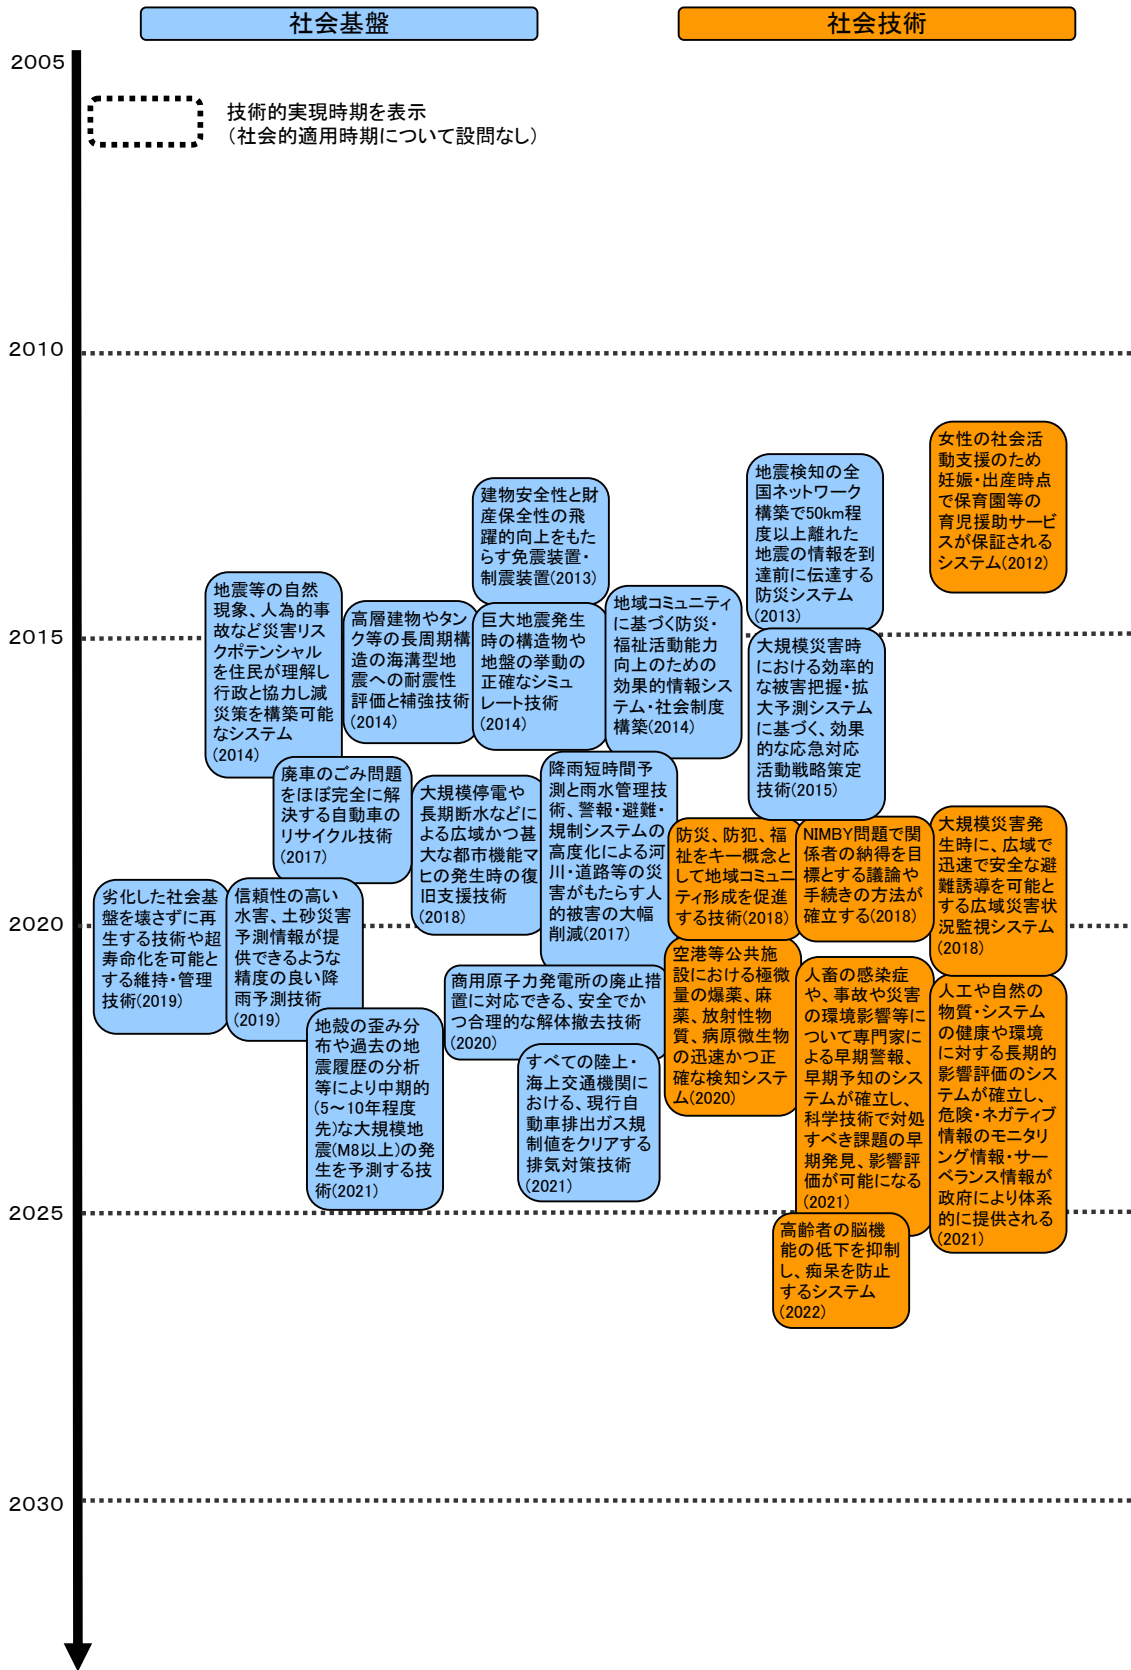 社会基盤
社会技術
2005
技術的実現時期を表示
(社会的適用時期について設問なし)
2010
女性の社会活
動支援のため
妊娠・出産時点
で保育園等の
育児援助サービ
スが保証される
システム(2012)
地震検知の全
国ネットワーク
構築で50km程
度以上離れた
地震の情報を到
達前に伝達する
防災システム
(2013)
建物安全性と財
産保全性の飛
躍的向上をもた
らす免震装置・
制震装置(2013)
地震等の自然
現象、人為的事
故など災害リス
クポテンシャル
を住民が理解し
行政と協力し減
災策を構築可能
なシステム
(2014)
高層建物やタン
ク等の長周期構
造の海溝型地
震への耐震性
評価と補強技術
(2014)
巨大地震発生
時の構造物や
地盤の挙動の
正確なシミュ
レート技術
(2014)
地域コミュニティ
に基づく防災・
福祉活動能力
向上のための
効果的情報シス
テム・社会制度
構築(2014)
2015
大規模災害時
における効率的
な被害把握・拡
大予測システム
に基づく、効果
的な応急対応
活動戦略策定
技術(2015)
廃車のごみ問題
をほぼ完全に解
決する自動車の
リサイクル技術
(2017)
大規模停電や
長期断水などに
よる広域かつ甚
大な都市機能マ
ヒの発生時の復
旧支援技術
(2018)
降雨短時間予
測と雨水管理技
術、警報・避難・
規制システムの
高度化による河
川・道路等の災
害がもたらす人
的被害の大幅
削減(2017)
防災、防犯、福
祉をキー概念と
して地域コミュニ
ティ形成を促進
する技術(2018)
NIMBY問題で関
係者の納得を目
標とする議論や
手続きの方法が
確立する(2018)
大規模災害発
生時に、広域で
迅速で安全な避
難誘導を可能と
する広域災害状
況監視システム
(2018)
劣化した社会基
盤を壊さずに再
生する技術や超
寿命化を可能と
する維持・管理
技術(2019)
信頼性の高い
水害、土砂災害
予測情報が提
供できるような
精度の良い降
雨予測技術
(2019)
2020
商用原子力発電所の廃止措
置に対応できる、安全でか
つ合理的な解体撤去技術
(2020)
空港等公共施
設における極微
量の爆薬、麻
薬、放射性物
質、病原微生物
の迅速かつ正
確な検知システ
ム(2020)
人畜の感染症
や、事故や災害
の環境影響等に
ついて専門家に
よる早期警報、
早期予知のシス
テムが確立し、
科学技術で対処
すべき課題の早
期発見、影響評
価が可能になる
(2021)
人工や自然の
物質・システム
の健康や環境
に対する長期的
影響評価のシス
テムが確立し、
危険・ネガティブ
情報のモニタリ
ング情報・サー
ベランス情報が
政府により体系
的に提供される
(2021)
地殻の歪み分
布や過去の地
震履歴の分析
等により中期的
(5~10年程度
先)な大規模地
震(M8以上)の発
生を予測する技
術(2021)
すべての陸上・
海上交通機関に
おける、現行自
動車排出ガス規
制値をクリアする
排気対策技術
(2021)
2025
高齢者の脳機
能の低下を抑制
し、痴呆を防止
するシステム
(2022)
2030